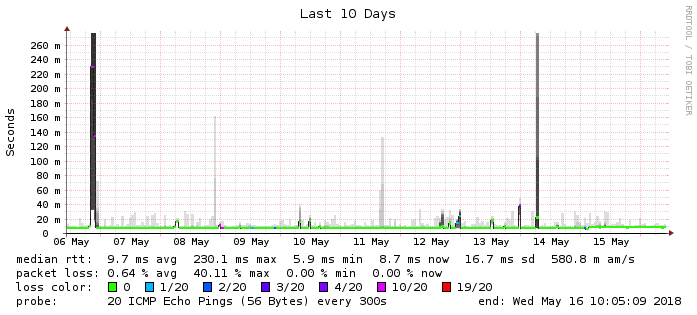 Last 10 Days
RRDTOOL / TOBI OETIKER
Seconds
260 m
240 m
220 m
200 m
180 m
160 m
140 m
120 m
100 m
80 m
60 m
40 m
20 m
0
06 May 07 May 08 May 09 May 10 May 11 May 12 May 13 May 14 May 15 May
median rtt: 9.7 ms avg 230.1 ms max 5.9 ms min 8.7 ms now 16.7 ms sd 580.8 m am/s
packet loss: 0.64 % avg 40.11 % max 0.00 % min 0.00 % now
loss color: 0 1/20 2/20 3/20 4/20 10/20 19/20
probe: 20 ICMP Echo Pings (56 Bytes) every 300s end: Wed May 16 10:05:09 2018